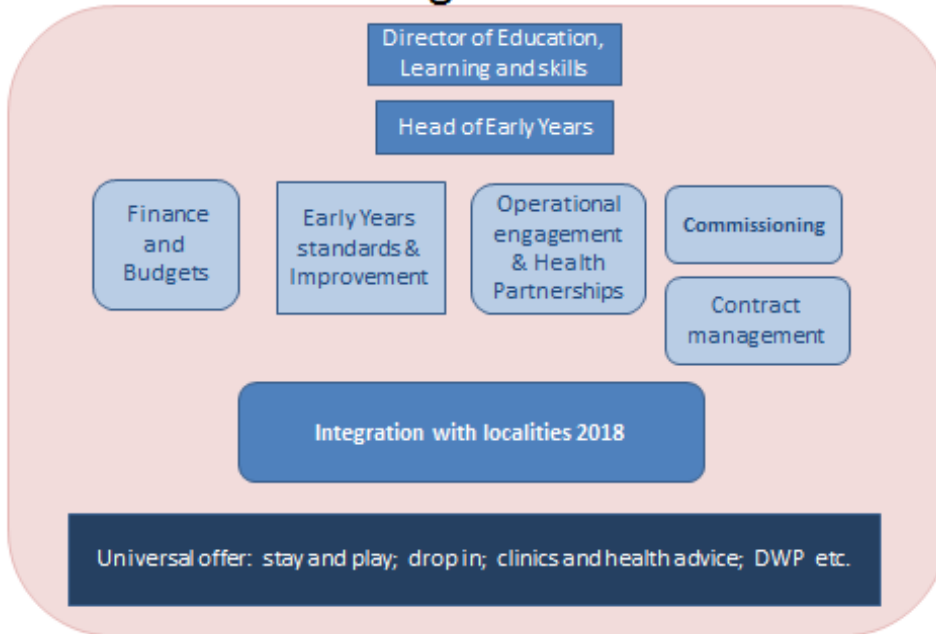 Director of Education,
Learning and skills
Head of Early Years
Finance
and
Budgets
Early Years
standards &
Improvement
Operational
engagement
& Health
Partnerships
Commissioning
Contract
management
Integration with localities 2018
Universal offer: stay and play; drop in; clinics and health advice; DWP etc.